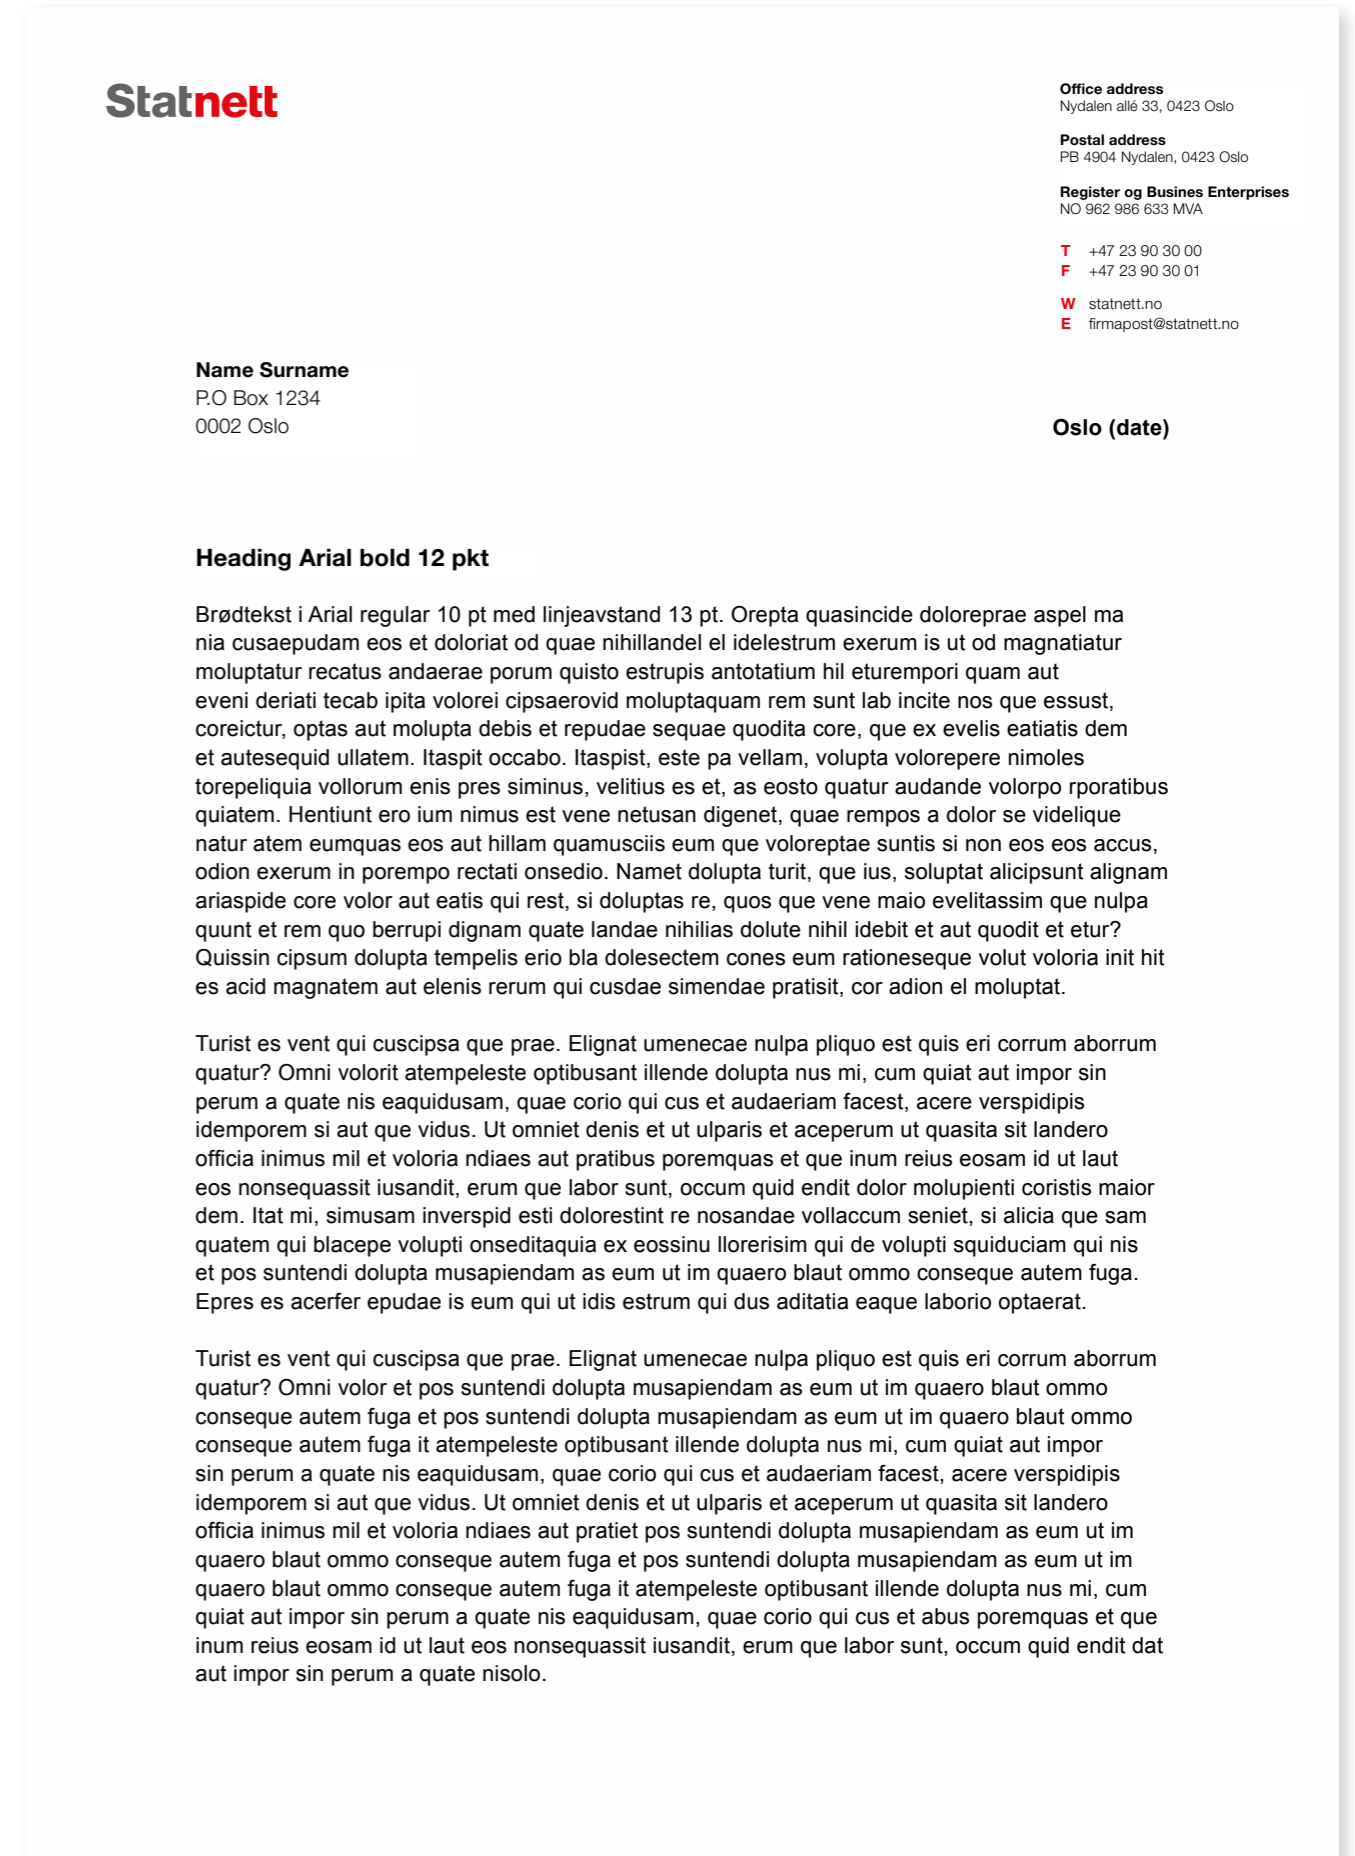 Statnett
Office address
Nydalen allé 33, 0423 Oslo
Postal address
PB 4904 Nydalen, 0423 Oslo
Register og Busines Enterprises
NO 962 986 633 MVA
T +47 23 90 30 00
F +47 23 90 30 01
W statnett.no
E firmapost@statnett.no
Name Surname
P.O Box 1234
0002 Oslo
Oslo (date)
Heading Arial bold 12 pkt
Brødtekst i Arial regular 10 pt med linjeavstand 13 pt. Orepta quasincide doloreprae aspel ma
nia cusaepudam eos et doloriat od quae nihillandel el idelestrum exerum is ut od magnatiatur
moluptatur recatus andaerae porum quisto estrupis antotatium hil eturempori quam aut
eveni deriati tecab ipita volorei cipsaerovid moluptaquam rem sunt lab incite nos que essust,
coreictur, optas aut molupta debis et repudae sequae quodita core, que ex evelis eatiatis dem
et autesequid ullatem. Itaspit occabo. Itaspist, este pa vellam, volupta volorepere nimoles
torepeliquia vollorum enis pres siminus, velitius es et, as eosto quatur audande volorpo rporatibus
quiatem. Hentiunt ero ium nimus est vene netusan digenet, quae rempos a dolor se videlique
natur atem eumquas eos aut hillam quamusciis eum que voloreptae suntis si non eos eos accus,
odion exerum in porempo rectati onsedio. Namet dolupta turit, que ius, soluptat alicipsunt alignam
ariaspide core volor aut eatis qui rest, si doluptas re, quos que vene maio evelitassim que nulpa
quunt et rem quo berrupi dignam quate landae nihilias dolute nihil idebit et aut quodit et etur?
Quissin cipsum dolupta tempelis erio bla dolesectem cones eum rationeseque volut voloria init hit
es acid magnatem aut elenis rerum qui cusdae simendae pratisit, cor adion el moluptat.
Turist es vent qui cuscipsa que prae. Elignat umenecae nulpa pliquo est quis eri corrum aborrum
quatur? Omni volorit atempeleste optibusant illende dolupta nus mi, cum quiat aut impor sin
perum a quate nis eaquidusam, quae corio qui cus et audaeriam facest, acere verspidipis
idemporem si aut que vidus. Ut omniet denis et ut ulparis et aceperum ut quasita sit landero
officia inimus mil et voloria ndiaes aut pratibus poremquas et que inum reius eosam id ut laut
eos nonsequassit iusandit, erum que labor sunt, occum quid endit dolor molupienti coristis maior
dem. Itat mi, simusam inverspid esti dolorestint re nosandae vollaccum seniet, si alicia que sam
quatem qui blacepe volupti onseditaquia ex eossinu llorerisim qui de volupti squiduciam qui nis
et pos suntendi dolupta musapiendam as eum ut im quaero blaut ommo conseque autem fuga.
Epres es acerfer epudae is eum qui ut idis estrum qui dus aditatia eaque laborio optaerat.
Turist es vent qui cuscipsa que prae. Elignat umenecae nulpa pliquo est quis eri corrum aborrum
quatur? Omni volor et pos suntendi dolupta musapiendam as eum ut im quaero blaut ommo
conseque autem fuga et pos suntendi dolupta musapiendam as eum ut im quaero blaut ommo
conseque autem fuga it atempeleste optibusant illende dolupta nus mi, cum quiat aut impor
sin perum a quate nis eaquidusam, quae corio qui cus et audaeriam facest, acere verspidipis
idemporem si aut que vidus. Ut omniet denis et ut ulparis et aceperum ut quasita sit landero
officia inimus mil et voloria ndiaes aut pratiet pos suntendi dolupta musapiendam as eum ut im
quaero blaut ommo conseque autem fuga et pos suntendi dolupta musapiendam as eum ut im
quaero blaut ommo conseque autem fuga it atempeleste optibusant illende dolupta nus mi, cum
quiat aut impor sin perum a quate nis eaquidusam, quae corio qui cus et abus poremquas et que
inum reius eosam id ut laut eos nonsequassit iusandit, erum que labor sunt, occum quid endit dat
aut impor sin perum a quate nisolo.